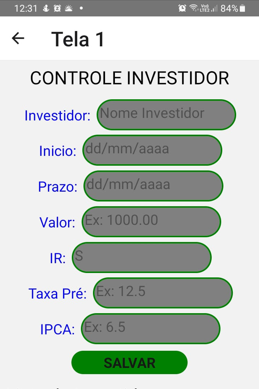 12:31 84%
Tela 1
CONTROLE INVESTIDOR
Investidor: Nome Investidor
Inicio: dd/mm/aaaa
Prazo: dd/mm/aaaa
Valor: Ex: 1000.00
IR: S
Taxa Pré: Ex: 12.5
IPCA: Ex: 6.5
SALVAR